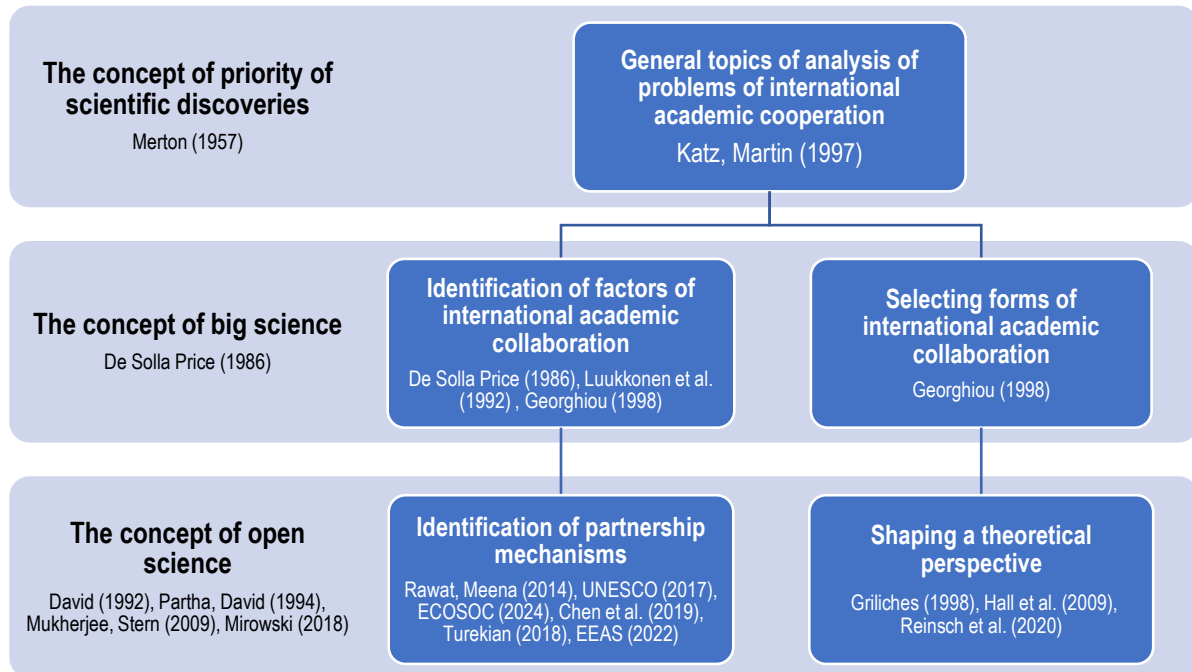 The concept of priority of
scientific discoveries
Merton (1957)
General topics of analysis of
problems of international
academic cooperation
Katz, Martin (1997)
The concept of big science
De Solla Price (1986)
Identification of factors of
international academic
collaboration
De Solla Price (1986), Luukkonen et al.
(1992) , Georghiou (1998)
Selecting forms of
international academic
collaboration
Georghiou (1998)
The concept of open
science
David (1992), Partha, David (1994),
Mukherjee, Stern (2009), Mirowski (2018)
Identification of partnership
mechanisms
Rawat, Meena (2014), UNESCO (2017),
ECOSOC (2024), Chen et al. (2019),
Turekian (2018), EEAS (2022)
Shaping a theoretical
perspective
Griliches (1998), Hall et al. (2009),
Reinsch et al. (2020)